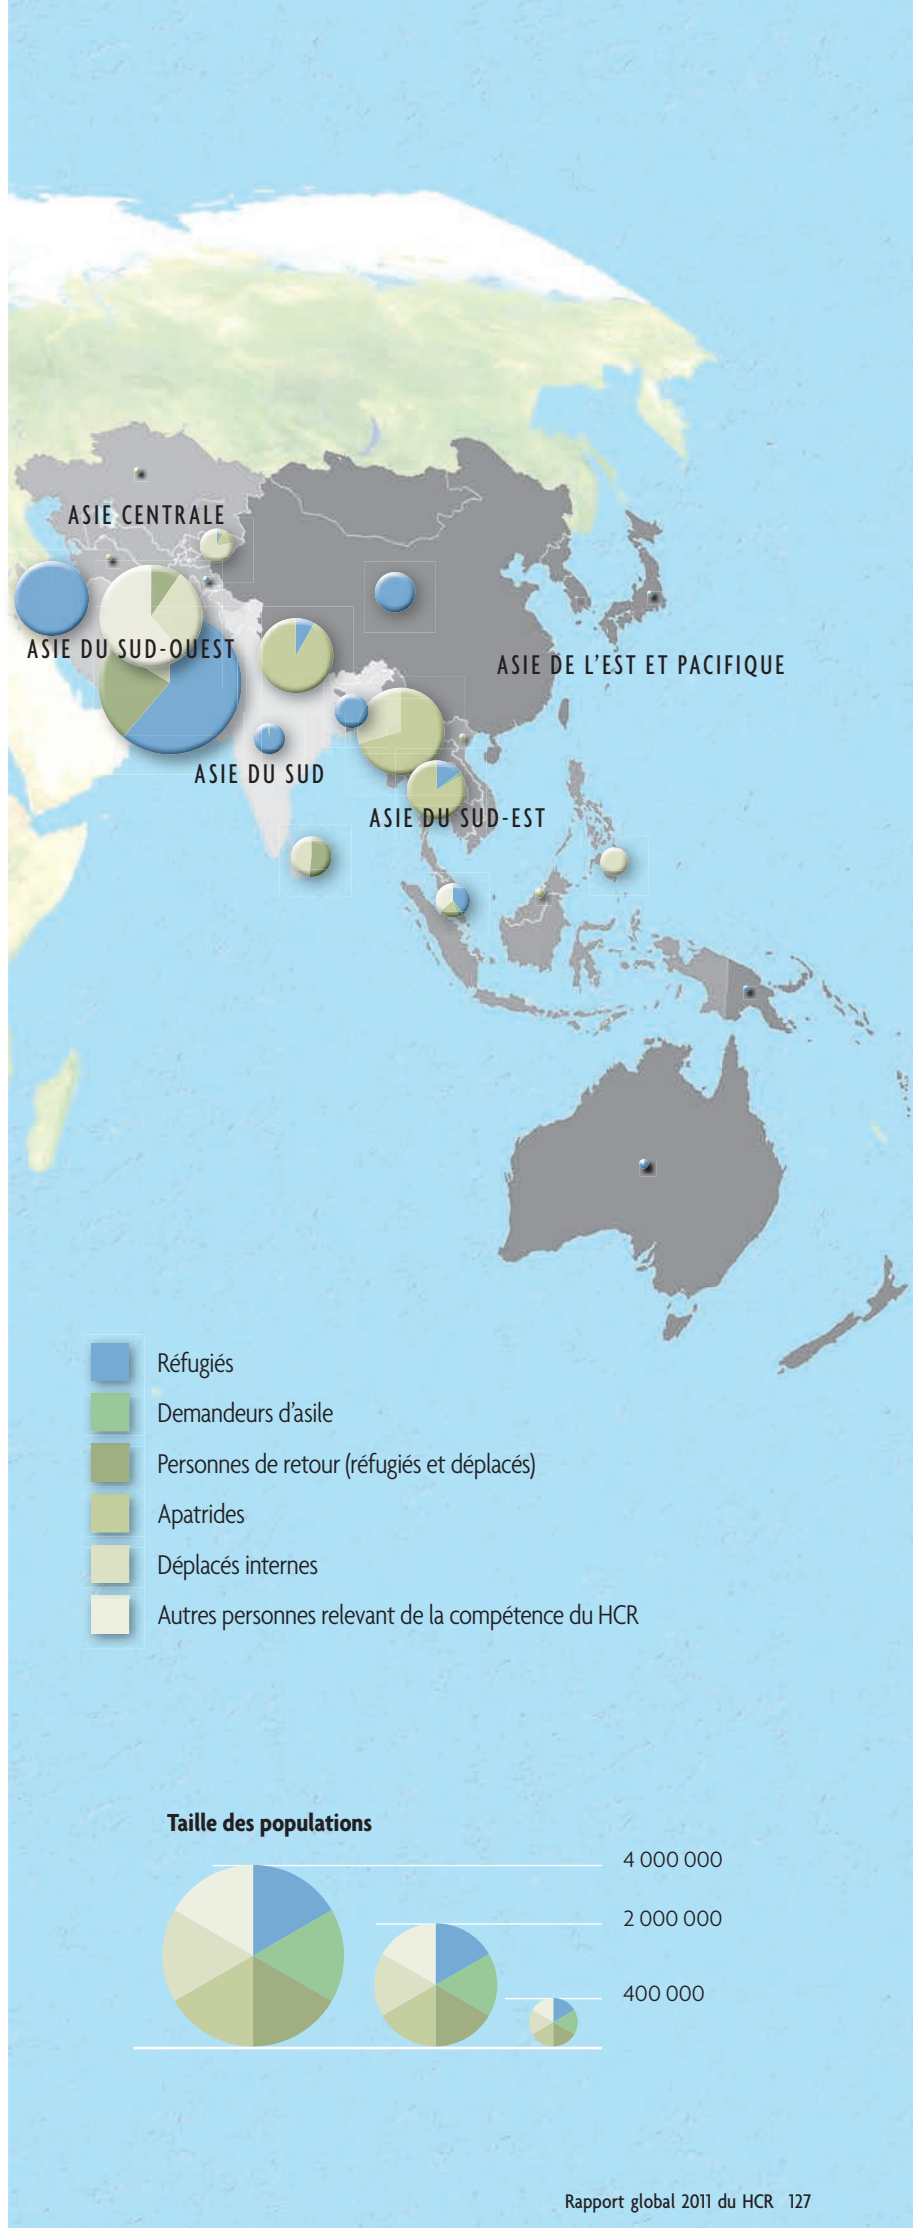 ASIE CENTRALE
ASIE DU SUD-OUEST
ASIE DE L'EST ET PACIFIQUE
ASIE DU SUD
ASIE DU SUD-EST
Réfugiés
Demandeurs d'asile
Personnes de retour (réfugiés et déplacés)
Apatrides
Déplacés internes
Autres personnes relevant de la compétence du HCR
Taille des populations
4 000 000
2 000 000
400 000
Rapport global 2011 du HCR 127